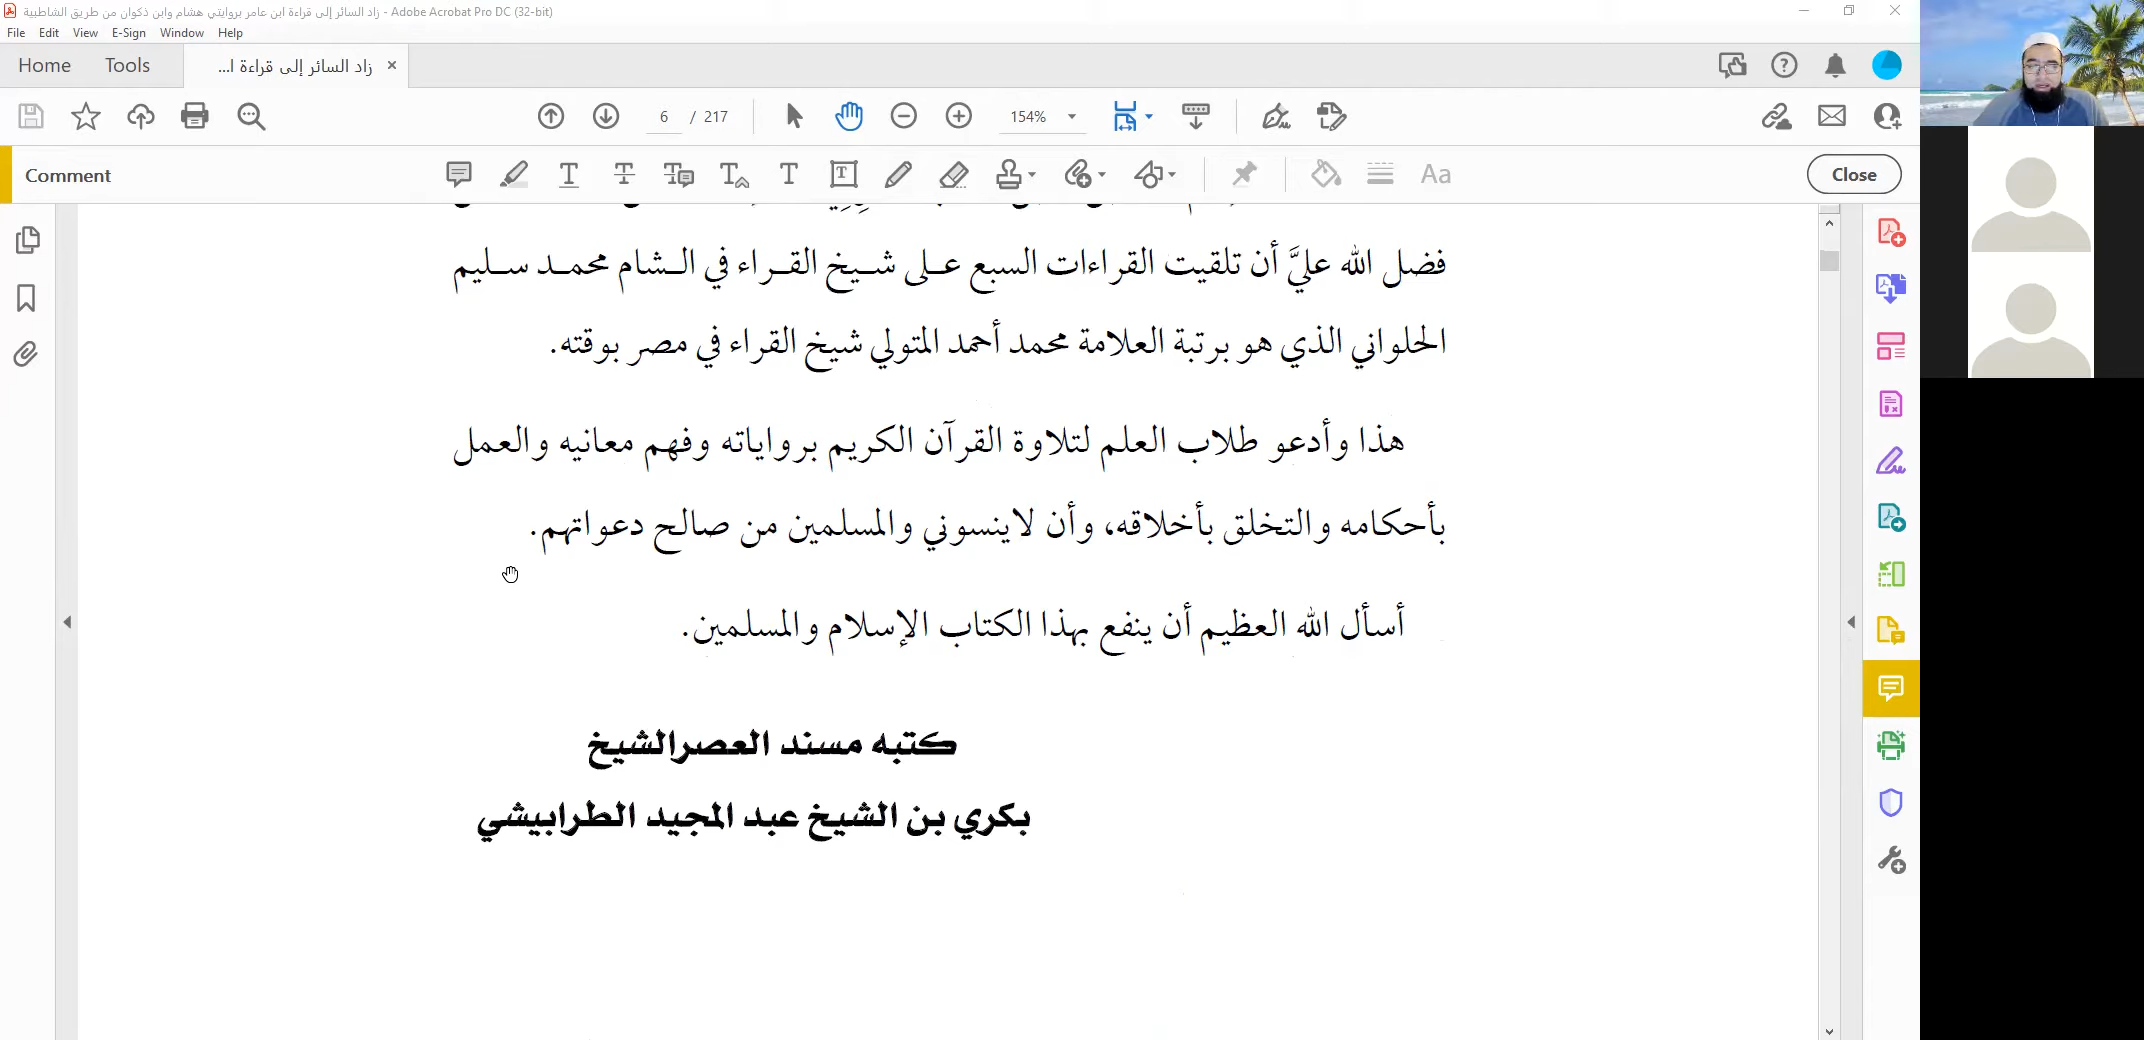 زاد السائر إلى قراءة ابن عامر بروايتي هشام وابن ذكوان من طريق الشاطبية - Adobe Acrobat Pro DC (32-bit)
File Edit View E-Sign Window Help
Home Tools زاد السائر إلى قراءة ا...
6 / 217 154%
Comment Close
فضل الله عليَّ أن تلقيت القراءات السبع على شيخ القراء في الشام محمد سليم
الحلواني الذي هو برتبة العلامة محمد أحمد المتولي شيخ القراء في مصر بوقته.
هذا وأدعو طلاب العلم لتلاوة القرآن الكريم برواياته وفهم معانيه والعمل
بأحكامه والتخلق بأخلاقه، وأن لاينسوني والمسلمين من صالح دعواتهم.
أسأل الله العظيم أن ينفع بهذا الكتاب الإسلام والمسلمين.
كتبه مسند العصرالشيخ
بكري بن الشيخ عبد المجيد الطرابيشي